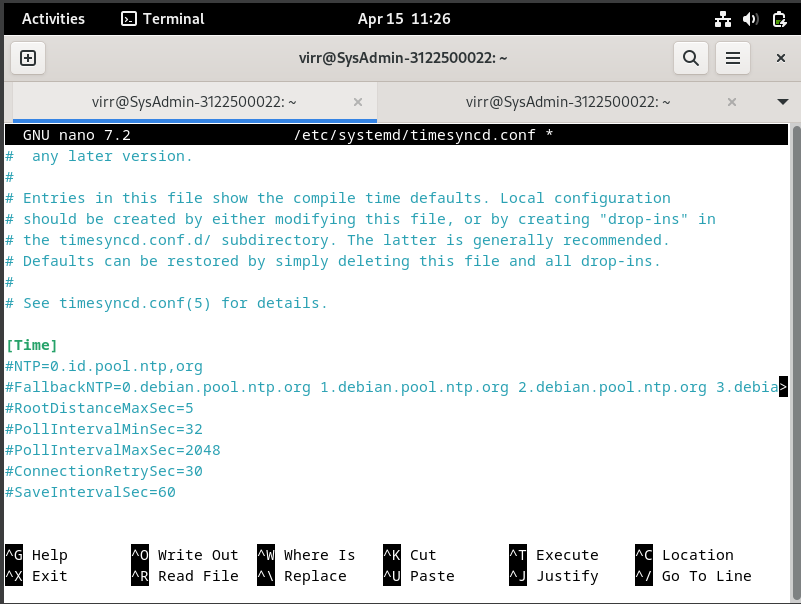 Activities Terminal Apr 15 11:26
virr@SysAdmin-3122500022: ~
virr@SysAdmin-3122500022: ~ × virr@SysAdmin-3122500022: ~ ×
GNU nano 7.2 /etc/systemd/timesyncd.conf *
#  any later version.
#
# Entries in this file show the compile time defaults. Local configuration
# should be created by either modifying this file, or by creating "drop-ins" in
# the timesyncd.conf.d/ subdirectory. The latter is generally recommended.
# Defaults can be restored by simply deleting this file and all drop-ins.
#
# See timesyncd.conf(5) for details.
[Time]
#NTP=0.id.pool.ntp,org
#FallbackNTP=0.debian.pool.ntp.org 1.debian.pool.ntp.org 2.debian.pool.ntp.org 3.debia>
#RootDistanceMaxSec=5
#PollIntervalMinSec=32
#PollIntervalMaxSec=2048
#ConnectionRetrySec=30
#SaveIntervalSec=60
^G Help ^O Write Out ^W Where Is ^K Cut ^T Execute ^C Location
^X Exit ^R Read File ^\ Replace ^U Paste ^J Justify ^/ Go To Line